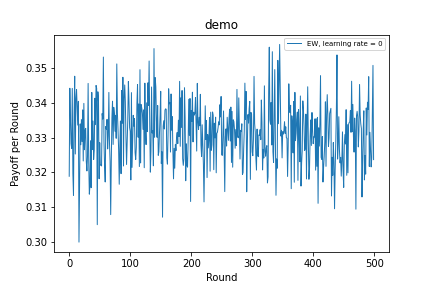 demo
EW, learning rate = 0
Payoff per Round
0.35
0.34
0.33
0.32
0.31
0.30
0 100 200 300 400 500
Round